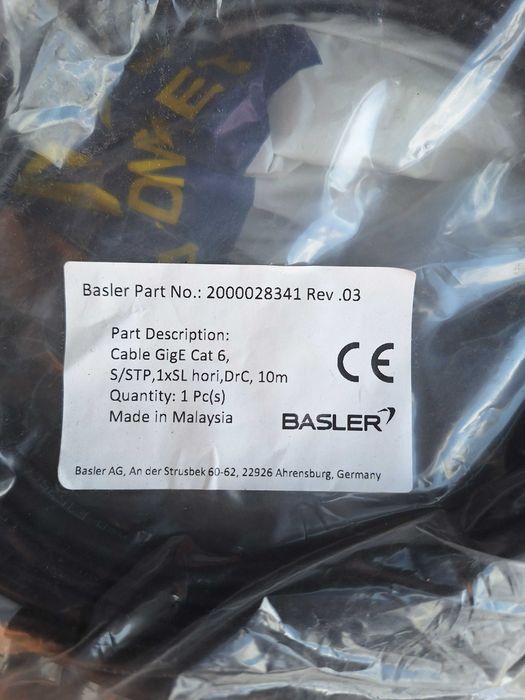 Basler Part No.: 2000028341 Rev .03
Part Description:
Cable GigE Cat 6,
S/STP,1xSL hori,DrC, 10m
Quantity: 1 Pc(s)
Made in Malaysia
CE
BASLER
Basler AG, An der Strusbek 60-62, 22926 Ahrensburg, Germany